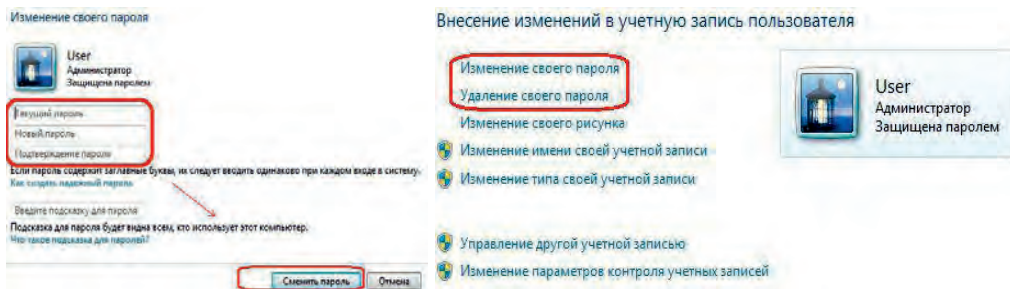 Изменение своего пароля
User
Администратор
Защищена паролем
Текущий пароль
Новый пароль
Подтверждение пароля
Если пароль содержит заглавные буквы, их следует вводить одинаково при каждом входе в систему.
Как создать надежный пароль
Введите подсказку для пароля
Подсказка для пароля будет видна всем, кто использует этот компьютер.
Что такое подсказка для паролей?
Сменить пароль
Отмена
Внесение изменений в учетную запись пользователя
Изменение своего пароля
Удаление своего пароля
Изменение своего рисунка
Изменение имени своей учетной записи
Изменение типа своей учетной записи
Управление другой учетной записью
Изменение параметров контроля учетных записей
User
Администратор
Защищена паролем